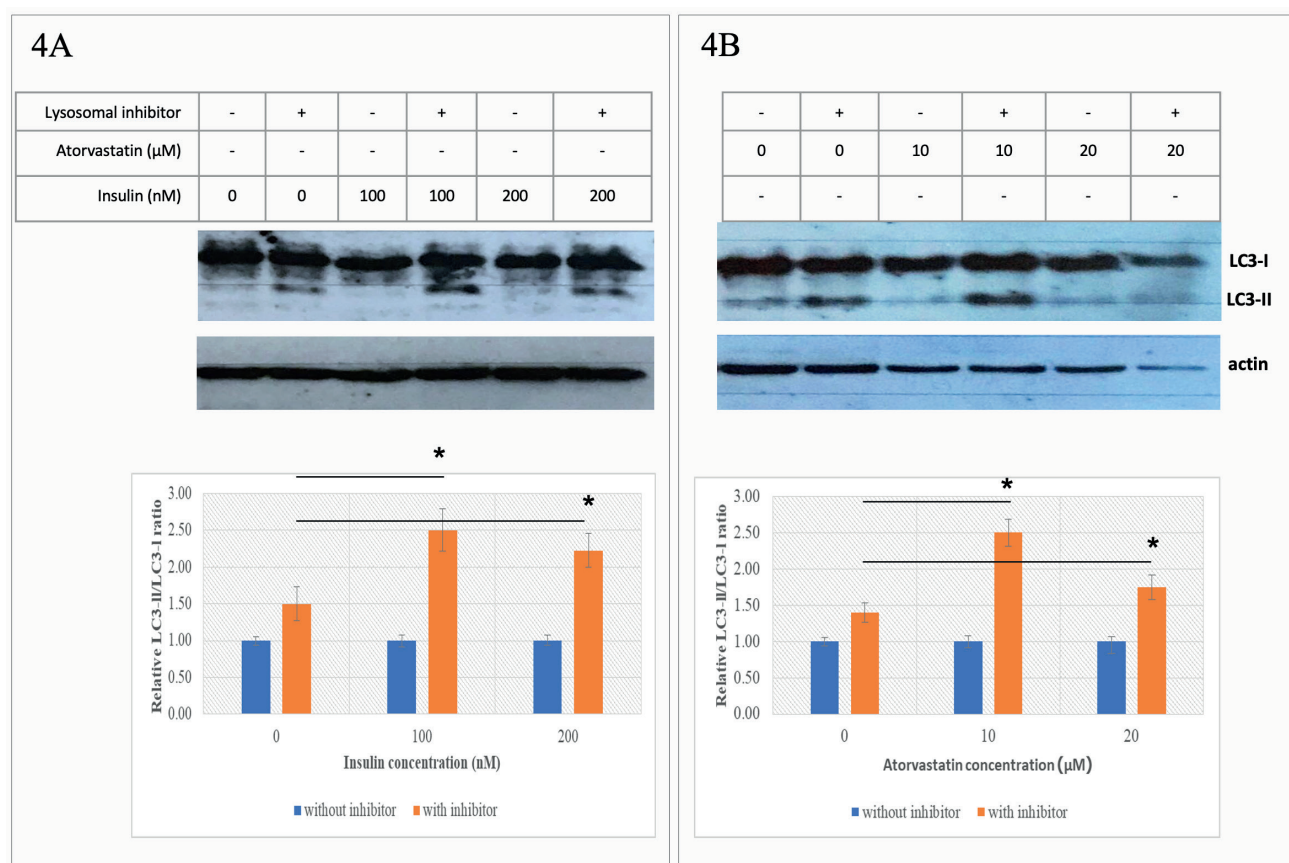 4A
Lysosomal inhibitor - + - + - +
Atorvastatin (µM) - - - - - -
Insulin (nM) 0 0 100 100 200 200
*
*
Relative LC3-II/LC3-I ratio
3.00
2.50
2.00
1.50
1.00
0.50
0.00
0 100 200
Insulin concentration (nM)
without inhibitor with inhibitor
4B
- + - + - +
0 0 10 10 20 20
- - - - - -
LC3-I
LC3-II
actin
*
*
Relative LC3-II/LC3-I ratio
3.00
2.50
2.00
1.50
1.00
0.50
0.00
0 10 20
Atorvastatin concentration (µM)
without inhibitor with inhibitor